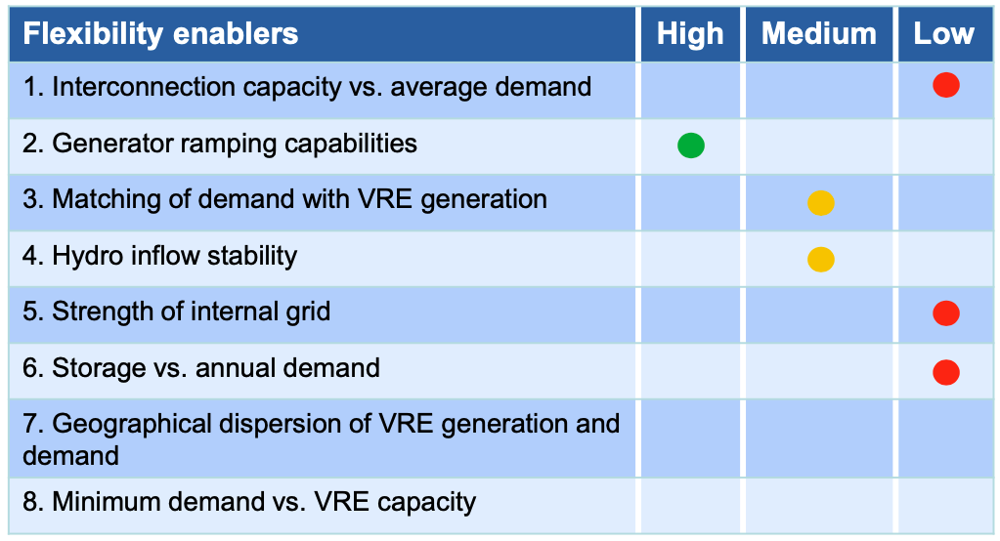 Flexibility enablers High Medium Low
1. Interconnection capacity vs. average demand
2. Generator ramping capabilities
3. Matching of demand with VRE generation
4. Hydro inflow stability
5. Strength of internal grid
6. Storage vs. annual demand
7. Geographical dispersion of VRE generation and
demand
8. Minimum demand vs. VRE capacity